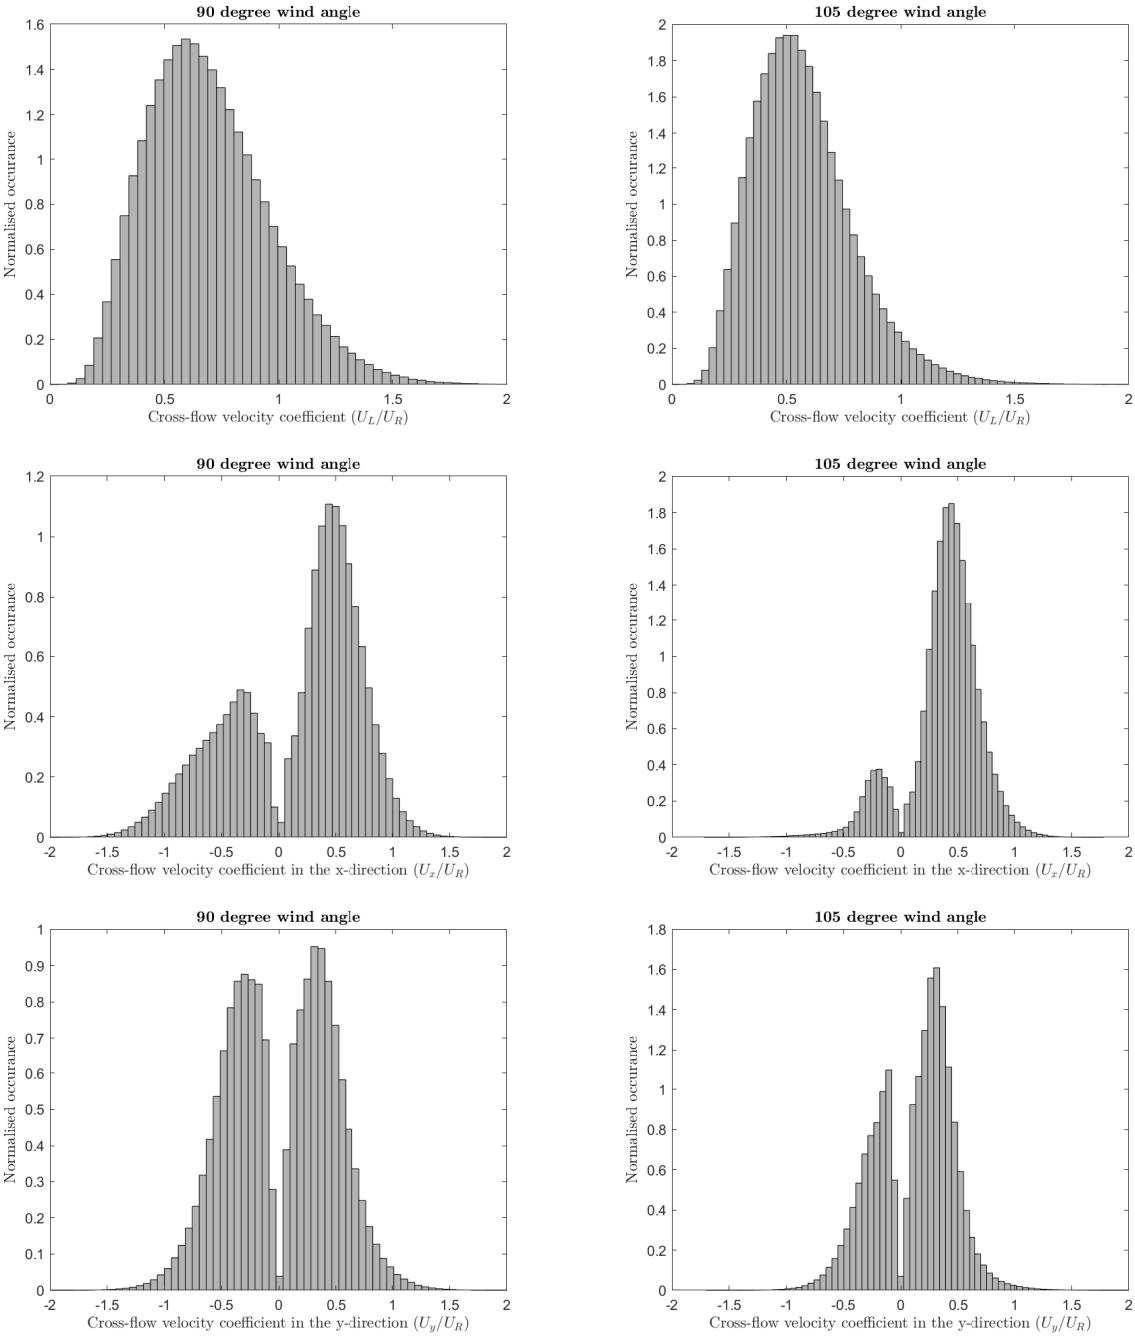 90 degree wind angle
1.6
1.4
1.2
1
0.8
0.6
0.4
0.2
0
Normalised occurance
0 0.5 1 1.5 2
Cross-flow velocity coefficient (U_L/U_R)
105 degree wind angle
2
1.8
1.6
1.4
1.2
1
0.8
0.6
0.4
0.2
0
Normalised occurance
0 0.5 1 1.5 2
Cross-flow velocity coefficient (U_L/U_R)
90 degree wind angle
1.2
1
0.8
0.6
0.4
0.2
0
Normalised occurance
-2 -1.5 -1 -0.5 0 0.5 1 1.5 2
Cross-flow velocity coefficient in the x-direction (U_x/U_R)
105 degree wind angle
2
1.8
1.6
1.4
1.2
1
0.8
0.6
0.4
0.2
0
Normalised occurance
-2 -1.5 -1 -0.5 0 0.5 1 1.5 2
Cross-flow velocity coefficient in the x-direction (U_x/U_R)
90 degree wind angle
1
0.9
0.8
0.7
0.6
0.5
0.4
0.3
0.2
0.1
0
Normalised occurance
-2 -1.5 -1 -0.5 0 0.5 1 1.5 2
Cross-flow velocity coefficient in the y-direction (U_y/U_R)
105 degree wind angle
1.8
1.6
1.4
1.2
1
0.8
0.6
0.4
0.2
0
Normalised occurance
-2 -1.5 -1 -0.5 0 0.5 1 1.5 2
Cross-flow velocity coefficient in the y-direction (U_y/U_R)